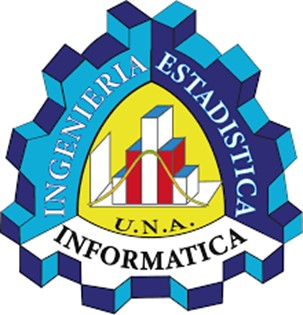 INGENIERIA
ESTADISTICA
U.N.A.
INFORMATICA